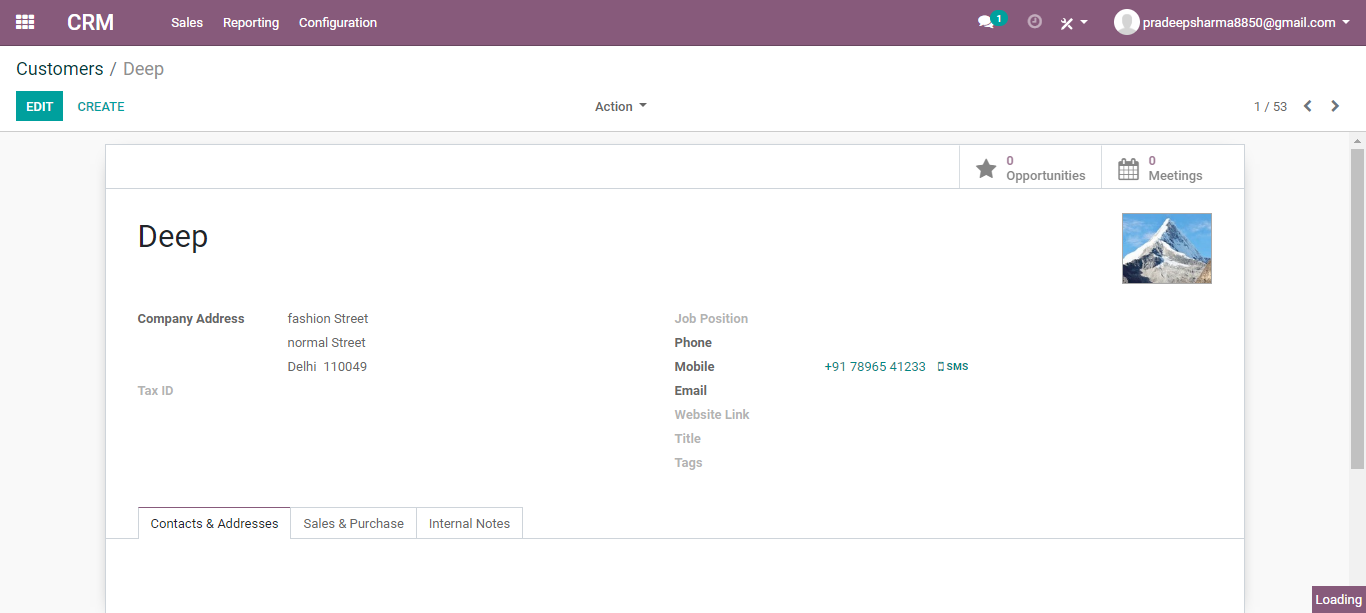 CRM Sales Reporting Configuration 1 pradeepsharma8850@gmail.com
Customers / Deep
EDIT CREATE Action 1 / 53
0 Opportunities 0 Meetings
Deep
Company Address fashion Street Job Position
normal Street Phone
Delhi 110049 Mobile +91 78965 41233 SMS
Tax ID Email
Website Link
Title
Tags
Contacts & Addresses Sales & Purchase Internal Notes
Loading